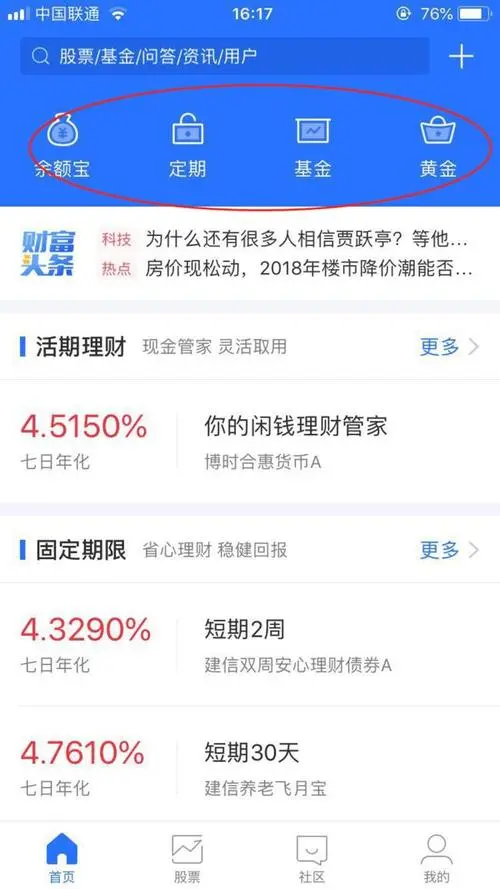 中国联通 16:17 76%
股票/基金/问答/资讯/用户
余额宝 定期 基金 黄金
财富头条
科技 为什么还有很多人相信贾跃亭？等他...
热点 房价现松动，2018年楼市降价潮能否...
活期理财 现金管家 灵活取用 更多
4.5150% 你的闲钱理财管家
七日年化 博时合惠货币A
固定期限 省心理财 稳健回报 更多
4.3290% 短期2周
七日年化 建信双周安心理财债券A
4.7610% 短期30天
七日年化 建信养老飞月宝
首页 股票 社区 我的